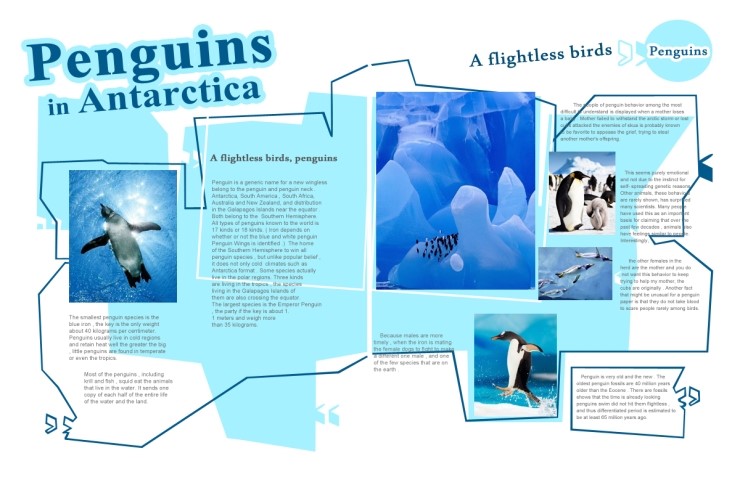 Penguins
in Antarctica
A flightless birds
Penguins
A flightless birds, penguins
Penguin is a generic name for a new wingless
belong to the penguin and penguin neck .
Antarctica, South America , South Africa,
Australia and New Zealand, and distribution
in the Galapagos Islands near the equator .
Both belong to the Southern Hemisphere
All types of penguins known to the world is
17 kinds or 18 kinds. ( Iron depends on
whether or not the blue and white penguin
Penguin Wings is identified .) The home
of the Southern Hemisphere to win all
penguin species , but unlike popular belief ,
it does not only cold climates such as
Antarctica format . Some species actually
live in the polar regions. Three kinds
are living in the tropics , the species
living in the Galapagos Islands of
them are also crossing the equator.
The largest species is the Emperor Penguin
, the party if the key is about 1.
1 meters and weigh more
than 35 kilograms.
The smallest penguin species is the
blue iron , the key is the only weight
about 40 kilograms per centimeter.
Penguins usually live in cold regions
and retain heat well the greater the big
, little penguins are found in temperate
or even the tropics.
Most of the penguins , including
krill and fish , squid eat the animals
that live in the water. It sends one
copy of each half of the entire life
of the water and the land
Because males are more
timely , when the iron is mating
the female dogs to fight to make
a different one male , and one
of the few species that are on
the earth .
The people of penguin behavior among the most
difficult to understand is displayed when a mother loses
a baby . Mother failed to withstand the arctic storm or lost
cubs attacked the enemies of skua is probably known
to be favorite to oppose the grief, trying to steal
another mother's offspring.
This seems purely emotional
and not due to the instinct for
self- spreading genetic reasons.
Other animals, these behaviors
are rarely shown, has surprised
many scientists. Many people
have used this as an important
basis for claiming that over the
past few decades , animals also
have feelings similar to people.
Interestingly,
the other females in the
herd are the mother and you do
not stand this behavior to keep
trying to help my mother, the
cubs are originally . Another fact
that might be unusual for a penguin
paper is that they do not take blood
to scare people rarely among birds.
Penguin is very old and the new . The
oldest penguin fossils are 40 million years
older than the Eocene . There are fossils
shows that the time is already looking
penguins swim did not hit them flightless ,
and thus differentiated period is estimated to
be at least 65 million years ago.